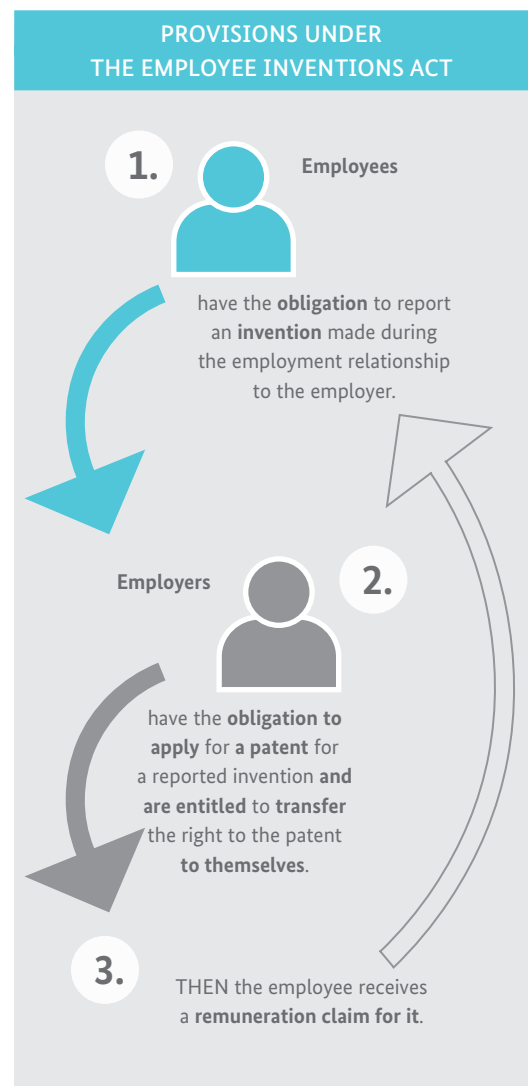 PROVISIONS UNDER
THE EMPLOYEE INVENTIONS ACT
1.
Employees
have the obligation to report
an invention made during
the employment relationship
to the employer.
Employers
2.
have the obligation to
apply for a patent for
a reported invention and
are entitled to transfer
the right to the patent
to themselves.
3.
THEN the employee receives
a remuneration claim for it.